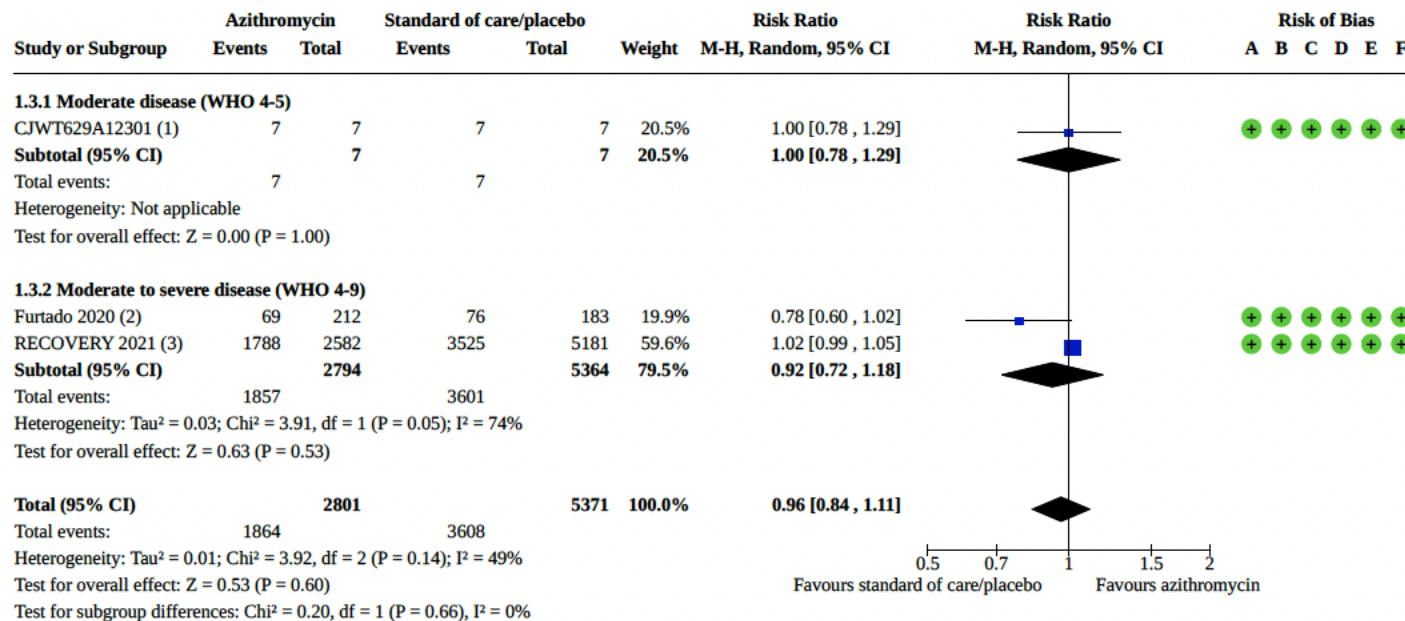 Azithromycin Standard of care/placebo Risk Ratio Risk Ratio Risk of Bias
Study or Subgroup Events Total Events Total Weight M-H, Random, 95% CI M-H, Random, 95% CI A B C D E F
1.3.1 Moderate disease (WHO 4-5)
CJWT629A12301 (1) 7 7 7 7 20.5% 1.00 [0.78 , 1.29] + + + + + +
Subtotal (95% CI) 7 7 20.5% 1.00 [0.78 , 1.29]
Total events: 7 7
Heterogeneity: Not applicable
Test for overall effect: Z = 0.00 (P = 1.00)
1.3.2 Moderate to severe disease (WHO 4-9)
Furtado 2020 (2) 69 212 76 183 19.9% 0.78 [0.60 , 1.02] + + + + + +
RECOVERY 2021 (3) 1788 2582 3525 5181 59.6% 1.02 [0.99 , 1.05] + + + + + +
Subtotal (95% CI) 2794 5364 79.5% 0.92 [0.72 , 1.18]
Total events: 1857 3601
Heterogeneity: Tau² = 0.03; Chi² = 3.91, df = 1 (P = 0.05); I² = 74%
Test for overall effect: Z = 0.63 (P = 0.53)
Total (95% CI) 2801 5371 100.0% 0.96 [0.84 , 1.11]
Total events: 1864 3608
Heterogeneity: Tau² = 0.01; Chi² = 3.92, df = 2 (P = 0.14); I² = 49%
0.5 0.7 1 1.5 2
Test for overall effect: Z = 0.53 (P = 0.60) Favours standard of care/placebo Favours azithromycin
Test for subgroup differences: Chi² = 0.20, df = 1 (P = 0.66), I² = 0%